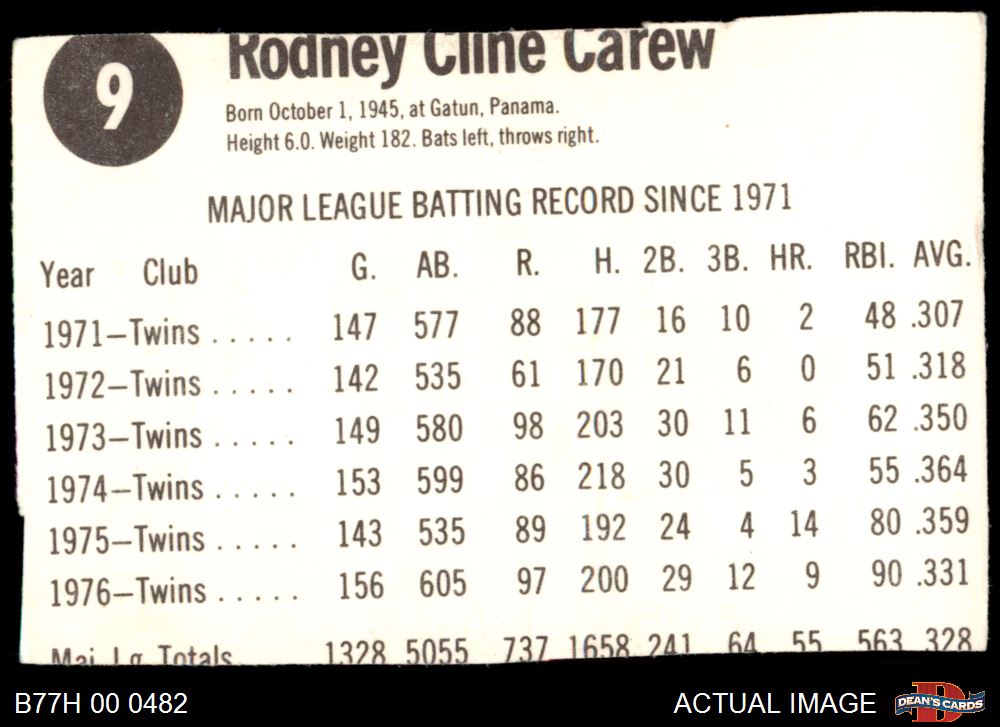 9
Rodney Cline Carew
Born October 1, 1945, at Gatun, Panama.
Height 6.0. Weight 182. Bats left, throws right.
MAJOR LEAGUE BATTING RECORD SINCE 1971
Year Club G. AB. R. H. 2B. 3B. HR. RBI. AVG.
1971—Twins ..... 147 577 88 177 16 10 2 48 .307
1972—Twins ..... 142 535 61 170 21 6 0 51 .318
1973—Twins ..... 149 580 98 203 30 11 6 62 .350
1974—Twins ..... 153 599 86 218 30 5 3 55 .364
1975—Twins ..... 143 535 89 192 24 4 14 80 .359
1976—Twins ..... 156 605 97 200 29 12 9 90 .331
Maj. Lg. Totals 1328 5055 737 1658 241 64 55 563 .328
B77H 00 0482
ACTUAL IMAGE
D
DEAN'S CARDS